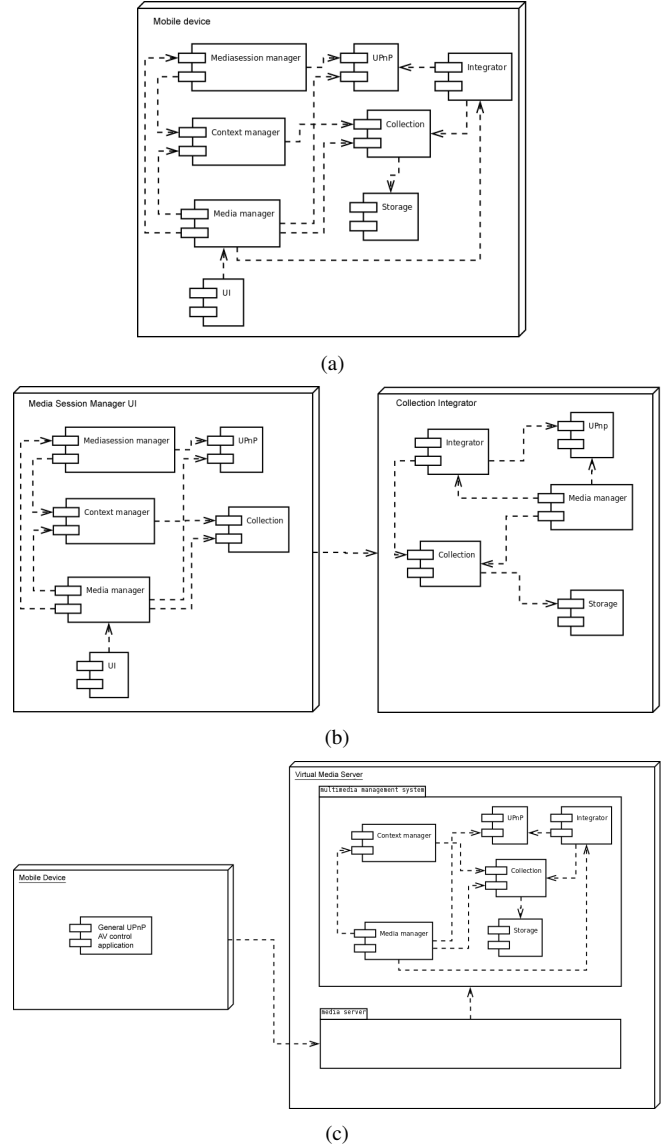 Mobile device
Mediasession manager
UPnP
Integrator
Context manager
Collection
Media manager
Storage
UI
(a)
Media Session Manager UI
Collection Integrator
Mediasession manager
UPnP
Integrator
UPnp
Media manager
Context manager
Collection
Collection
Media manager
Storage
UI
(b)
Virtual Media Server
multimedia management system
UPnP
Integrator
Context manager
Collection
Mobile Device
General UPnP
AV control
application
Media manager
Storage
media server
(c)